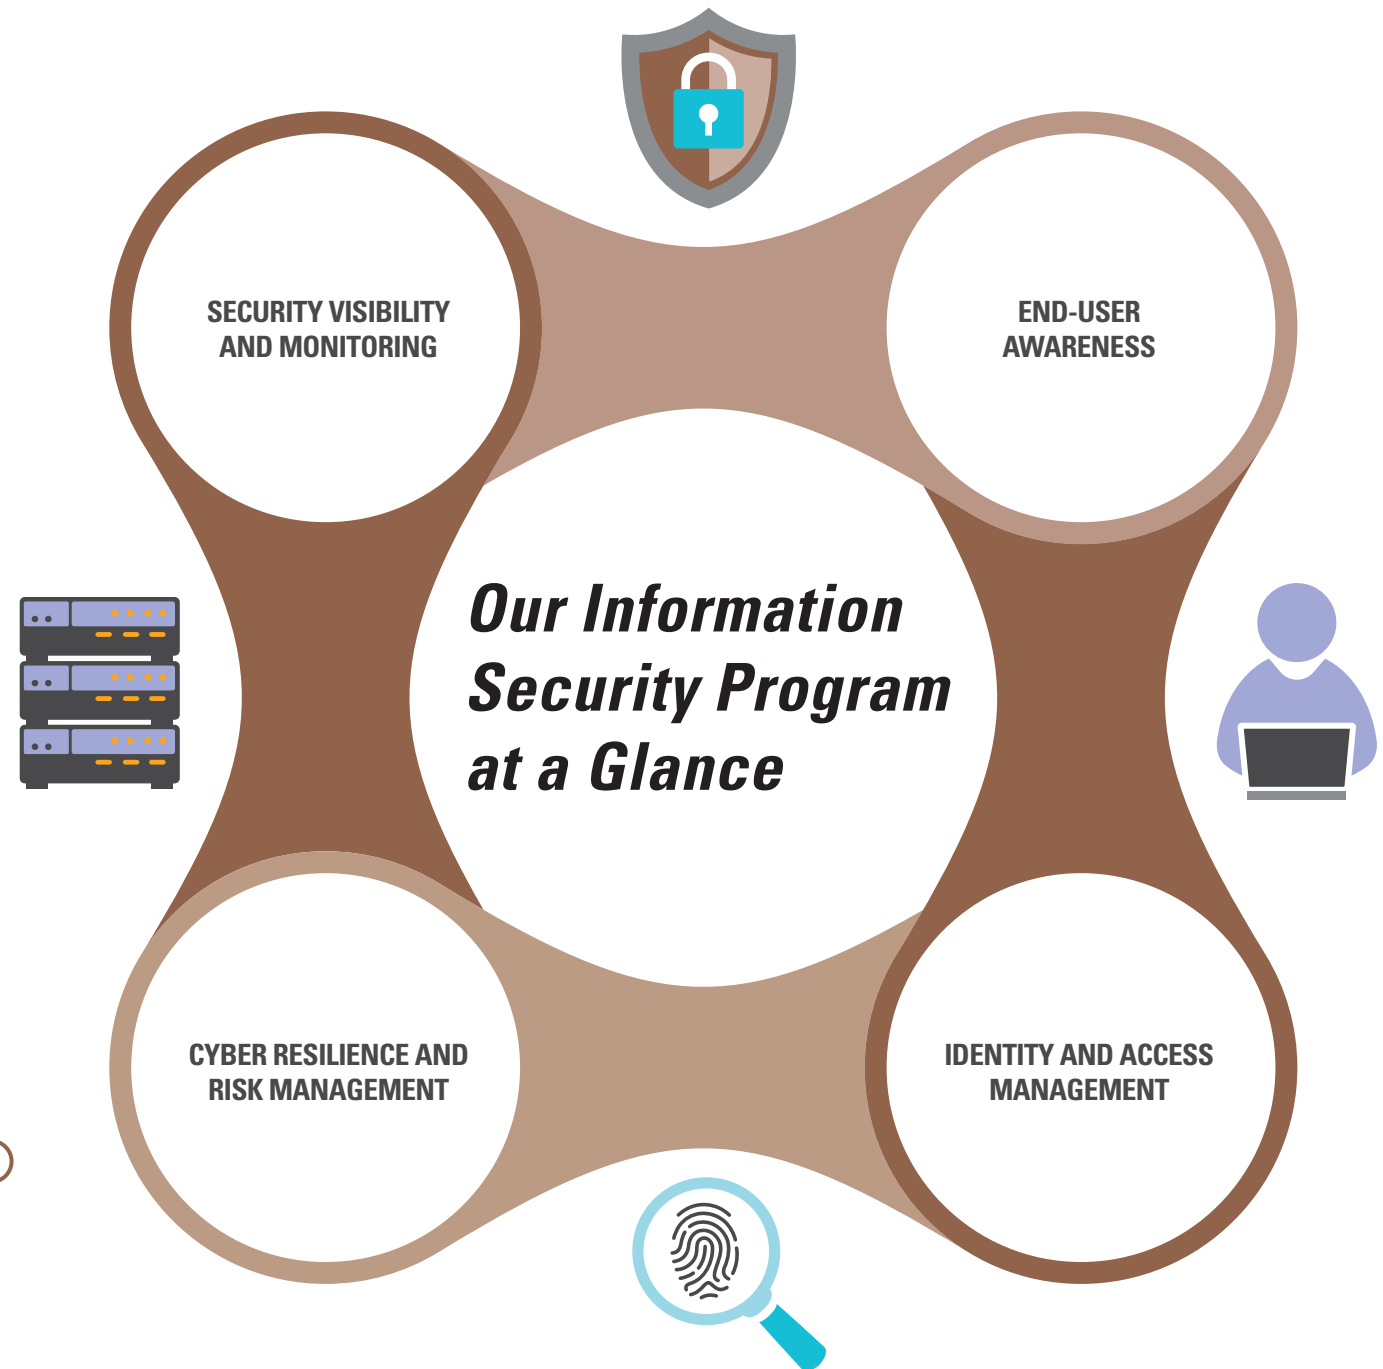 SECURITY VISIBILITY
AND MONITORING
END-USER
AWARENESS
Our Information
Security Program
at a Glance
CYBER RESILIENCE AND
RISK MANAGEMENT
IDENTITY AND ACCESS
MANAGEMENT